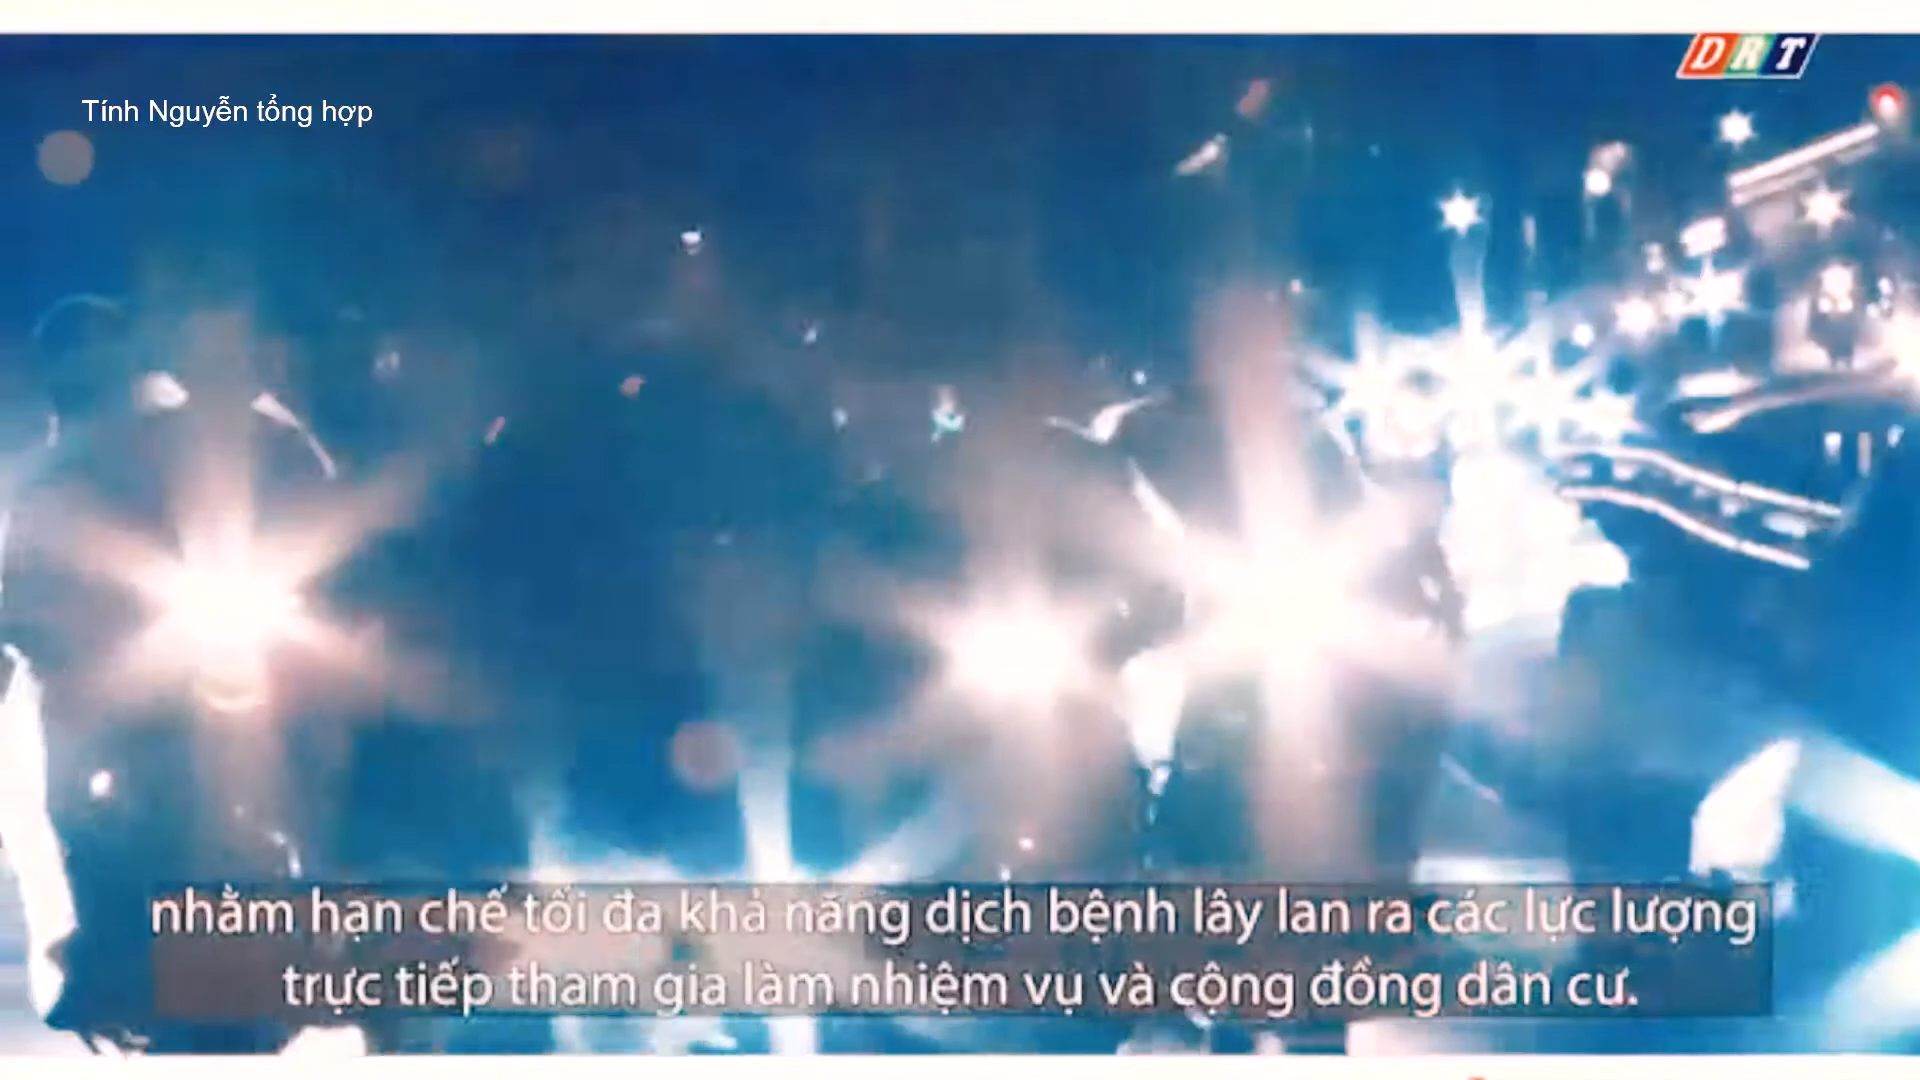 DRT
Tính Nguyễn tổng hợp
nhằm hạn chế tối đa khả năng dịch bệnh lây lan ra các lực lượng
trực tiếp tham gia làm nhiệm vụ và cộng đồng dân cư.